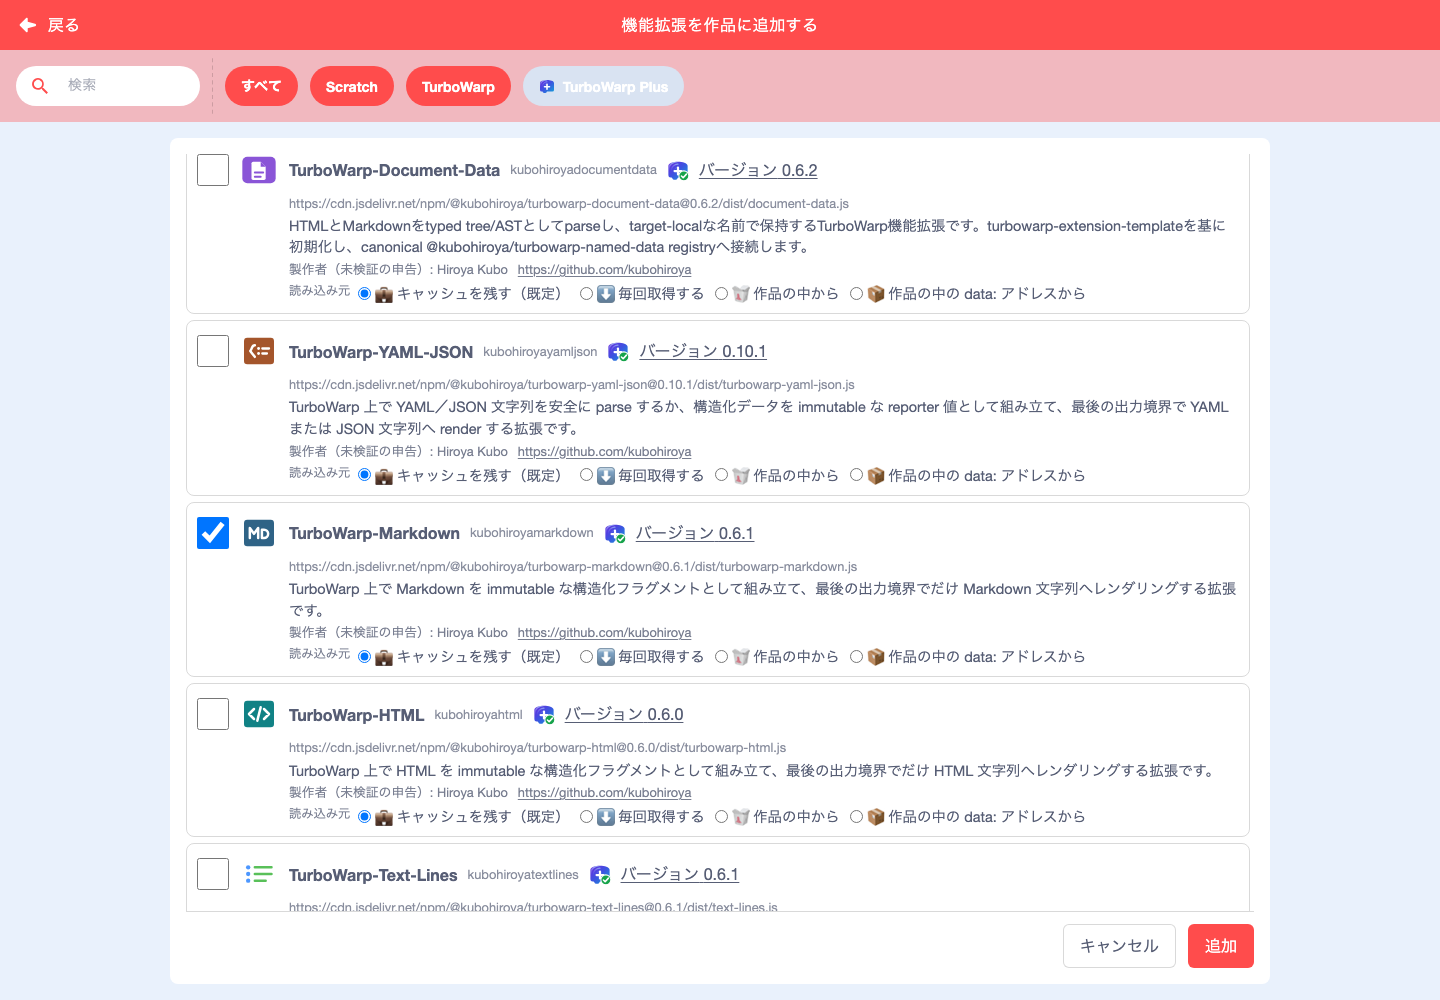 戻る
機能拡張を作品に追加する
検索
すべて
Scratch
TurboWarp
TurboWarp Plus
TurboWarp-Document-Data kubohiroyadocumentdata バージョン 0.6.2
https://cdn.jsdelivr.net/npm/@kubohiroya/turbowarp-document-data@0.6.2/dist/document-data.js
HTMLとMarkdownをtyped tree/ASTとしてparseし、target-localな名前で保持するTurboWarp機能拡張です。turbowarp-extension-templateを基に
初期化し、canonical @kubohiroya/turbowarp-named-data registryへ接続します。
製作者（未検証の申告）: Hiroya Kubo https://github.com/kubohiroya
読み込み元 キャッシュを残す（既定） 毎回取得する 作品の中から 作品の中の data: アドレスから
TurboWarp-YAML-JSON kubohiroyayamljson バージョン 0.10.1
https://cdn.jsdelivr.net/npm/@kubohiroya/turbowarp-yaml-json@0.10.1/dist/turbowarp-yaml-json.js
TurboWarp 上で YAML／JSON 文字列を安全に parse するか、構造化データを immutable な reporter 値として組み立て、最後の出力境界で YAML
または JSON 文字列へ render する拡張です。
製作者（未検証の申告）: Hiroya Kubo https://github.com/kubohiroya
読み込み元 キャッシュを残す（既定） 毎回取得する 作品の中から 作品の中の data: アドレスから
MD TurboWarp-Markdown kubohiroyamarkdown バージョン 0.6.1
https://cdn.jsdelivr.net/npm/@kubohiroya/turbowarp-markdown@0.6.1/dist/turbowarp-markdown.js
TurboWarp 上で Markdown を immutable な構造化フラグメントとして組み立て、最後の出力境界でだけ Markdown 文字列へレンダリングする拡張
です。
製作者（未検証の申告）: Hiroya Kubo https://github.com/kubohiroya
読み込み元 キャッシュを残す（既定） 毎回取得する 作品の中から 作品の中の data: アドレスから
TurboWarp-HTML kubohiroyahtml バージョン 0.6.0
https://cdn.jsdelivr.net/npm/@kubohiroya/turbowarp-html@0.6.0/dist/turbowarp-html.js
TurboWarp 上で HTML を immutable な構造化フラグメントとして組み立て、最後の出力境界でだけ HTML 文字列へレンダリングする拡張です。
製作者（未検証の申告）: Hiroya Kubo https://github.com/kubohiroya
読み込み元 キャッシュを残す（既定） 毎回取得する 作品の中から 作品の中の data: アドレスから
TurboWarp-Text-Lines kubohiroyatextlines バージョン 0.6.1
https://cdn.jsdelivr.net/npm/@kubohiroya/turbowarp-text-lines@0.6.1/dist/text-lines.js
キャンセル
追加